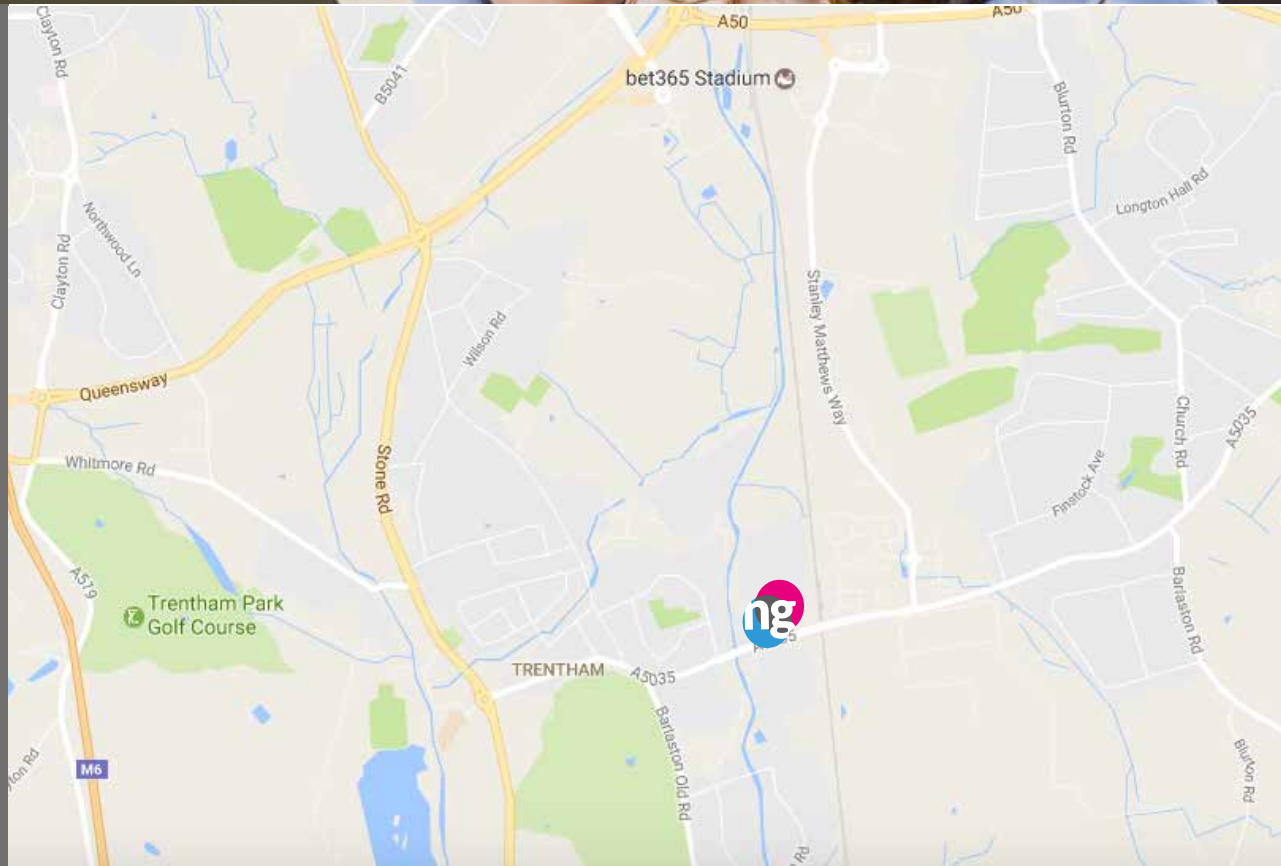 A50
A50
Clayton Rd
B5041
bet365 Stadium
Blurton Rd
Longton Hall Rd
Northwood Ln
Clayton Rd
Stanley Matthews Way
Wilson Rd
Queensway
Church Rd
A5035
Whitmore Rd
Stone Rd
Finstock Ave
A519
Trentham Park
Golf Course
ng
5
Barlaston Rd
TRENTHAM
A5035
Barlaston Old Rd
M6
Blurton Rd
Rd